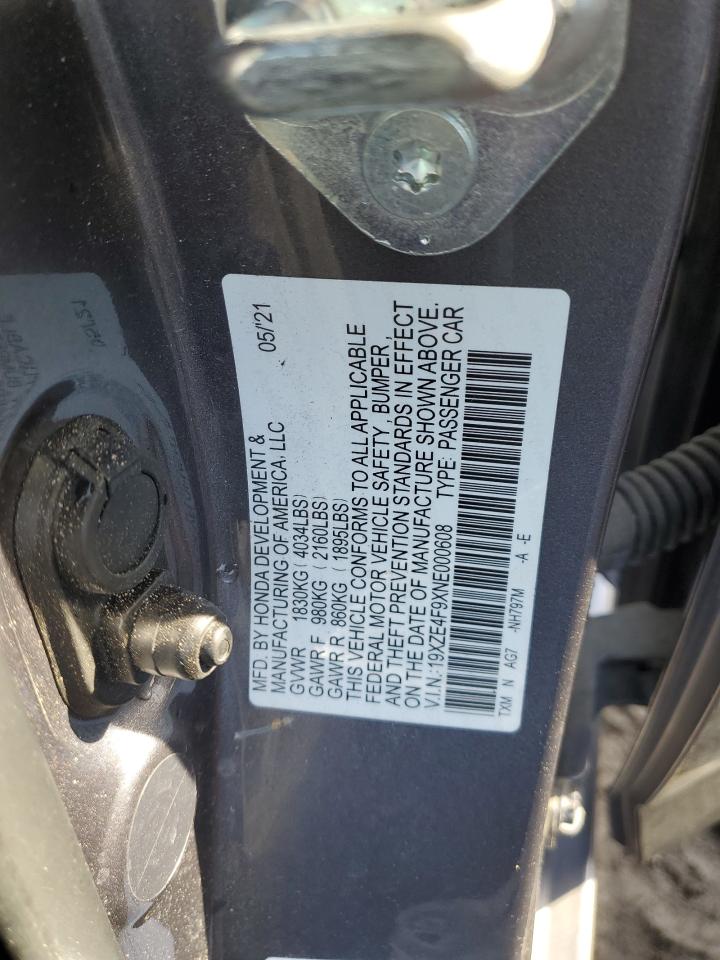 MFD. BY HONDA DEVELOPMENT & 05/'21
MANUFACTURING OF AMERICA, LLC
GVWR 1830KG ( 4034LBS)
GAWR F 980KG ( 2160LBS)
GAWR R 860KG ( 1895LBS)
THIS VEHICLE CONFORMS TO ALL APPLICABLE
FEDERAL MOTOR VEHICLE SAFETY, BUMPER,
AND THEFT PREVENTION STANDARDS IN EFFECT
ON THE DATE OF MANUFACTURE SHOWN ABOVE.
V.I.N.:19XZE4F9XNE000608 TYPE: PASSENGER CAR
TXM N AG7 -NH797M -A -E